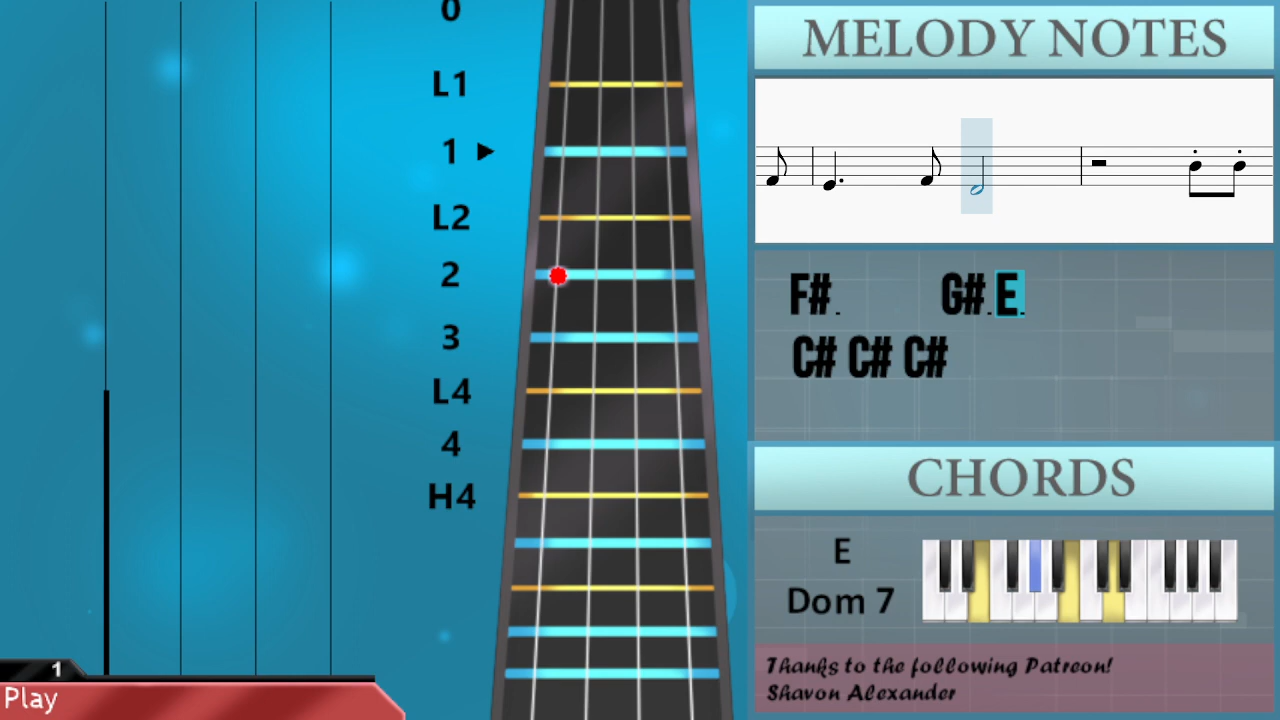 0
L1
1
L2
2
3
L4
4
H4
1
Play
MELODY NOTES
F#. G#.E.
C# C# C#
CHORDS
E
Dom 7
Thanks to the following Patreon!
Shavon Alexander